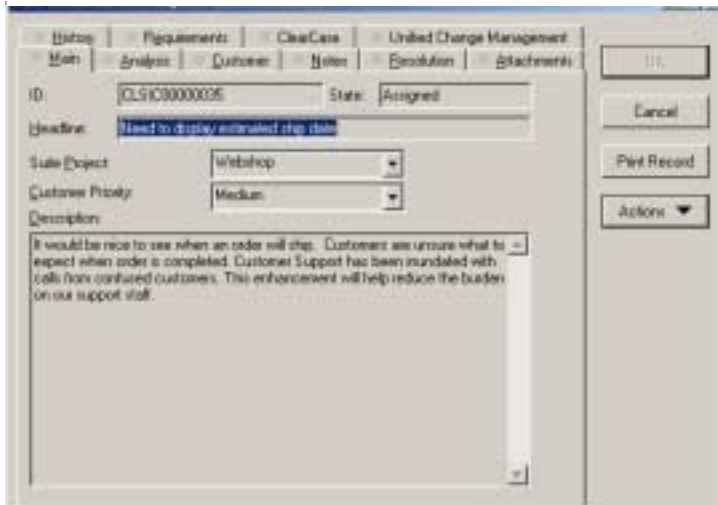 History Requirements ClearCase Unified Change Management
Main Analysis Customer Notes Resolution Attachments
ID: CLSIC00000035 State: Assigned
Headline: Need to display estimated ship date
Suite Project: Webshop
Customer Priority: Medium
Description:
It would be nice to see when an order will ship. Customers are unsure what to
expect when order is completed. Customer Support has been inundated with
calls from confused customers. This enhancement will help reduce the burden
on our support staff.
Cancel
Print Record
Actions